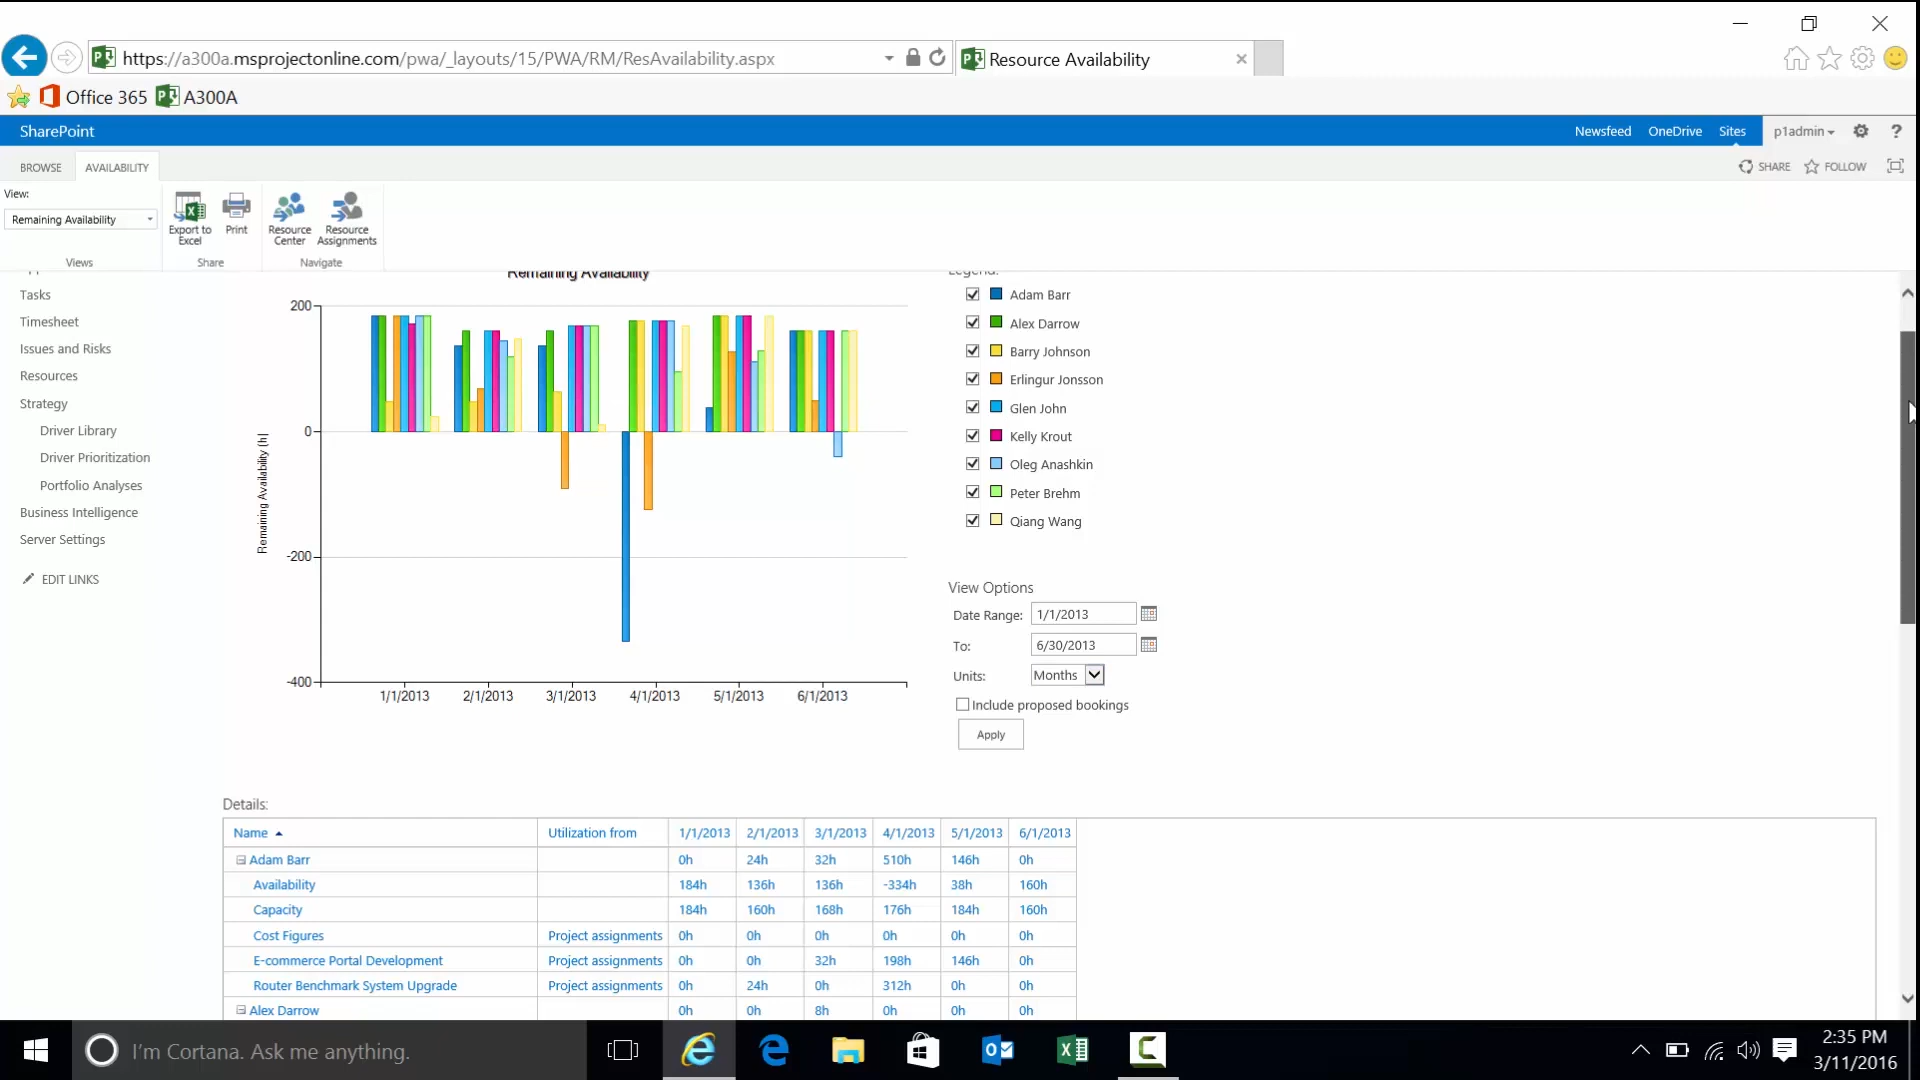 https://a300a.msprojectonline.com/pwa/_layouts/15/PWA/RM/ResAvailability.aspx
Resource Availability
Office 365 A300A
SharePoint
Newsfeed OneDrive Sites p1admin ?
BROWSE AVAILABILITY
SHARE FOLLOW
View:
Remaining Availability
Views
Export to Excel
Print
Share
Resource Center
Resource Assignments
Navigate
Tasks
Timesheet
Issues and Risks
Resources
Strategy
Driver Library
Driver Prioritization
Portfolio Analyses
Business Intelligence
Server Settings
EDIT LINKS
Remaining Availability
Remaining Availability [h]
200
0
-200
-400
1/1/2013 2/1/2013 3/1/2013 4/1/2013 5/1/2013 6/1/2013
Legend:
Adam Barr
Alex Darrow
Barry Johnson
Erlingur Jonsson
Glen John
Kelly Krout
Oleg Anashkin
Peter Brehm
Qiang Wang
View Options
Date Range: 1/1/2013
To: 6/30/2013
Units: Months
Include proposed bookings
Apply
Details:
Name Utilization from 1/1/2013 2/1/2013 3/1/2013 4/1/2013 5/1/2013 6/1/2013
Adam Barr 0h 24h 32h 510h 146h 0h
Availability 184h 136h 136h -334h 38h 160h
Capacity 184h 160h 168h 176h 184h 160h
Cost Figures Project assignments 0h 0h 0h 0h 0h 0h
E-commerce Portal Development Project assignments 0h 0h 32h 198h 146h 0h
Router Benchmark System Upgrade Project assignments 0h 24h 0h 312h 0h 0h
Alex Darrow 0h 0h 8h 0h 0h 0h
I'm Cortana. Ask me anything.
2:35 PM
3/11/2016